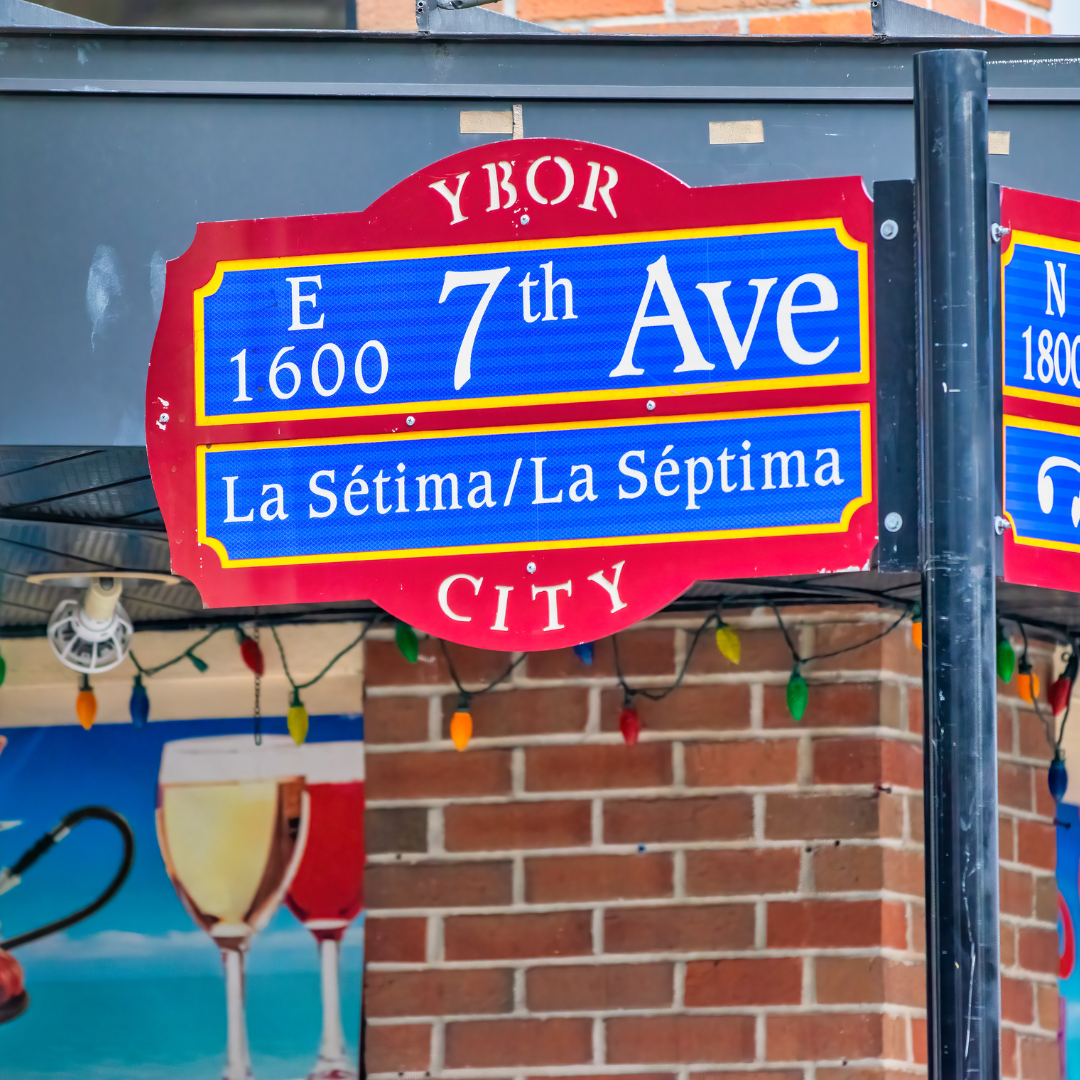 YBOR
E
1600 7th Ave
La Sétima/La Séptima
CITY
N
1800